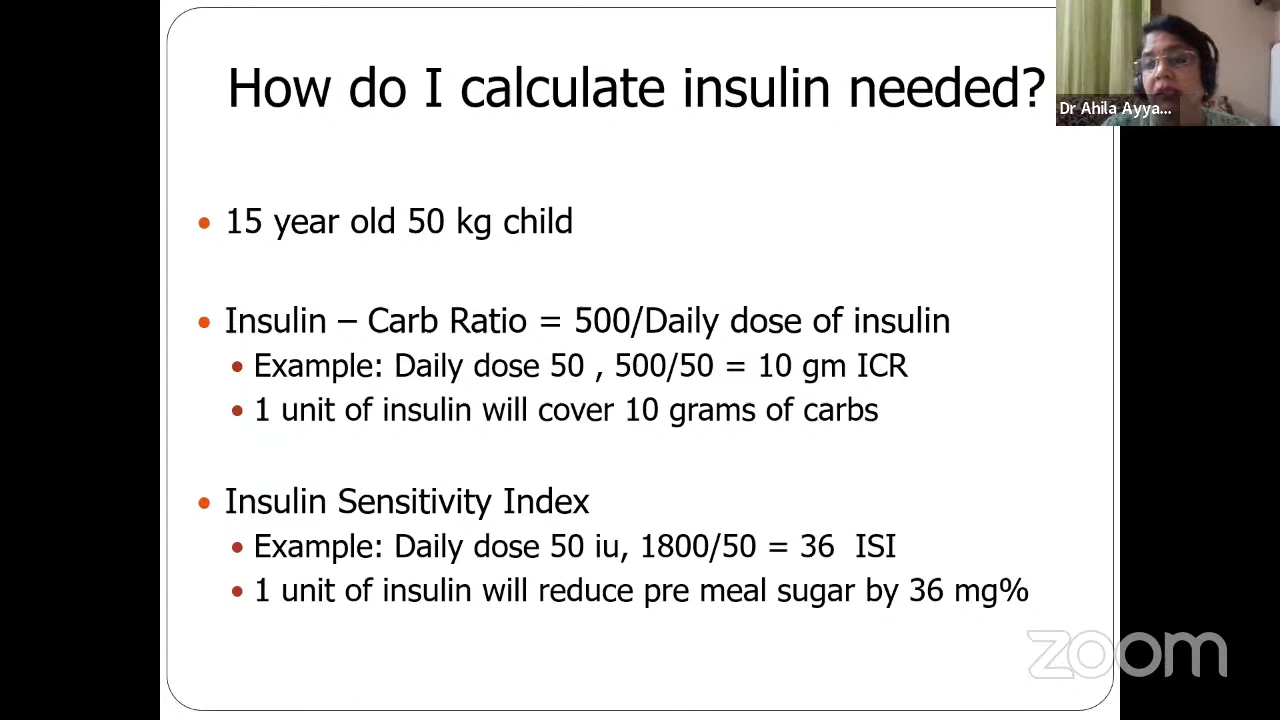 How do I calculate insulin needed?
Dr Ahila Ayya...
15 year old 50 kg child
Insulin – Carb Ratio = 500/Daily dose of insulin
Example: Daily dose 50 , 500/50 = 10 gm ICR
1 unit of insulin will cover 10 grams of carbs
Insulin Sensitivity Index
Example: Daily dose 50 iu, 1800/50 = 36 ISI
1 unit of insulin will reduce pre meal sugar by 36 mg%
zoom